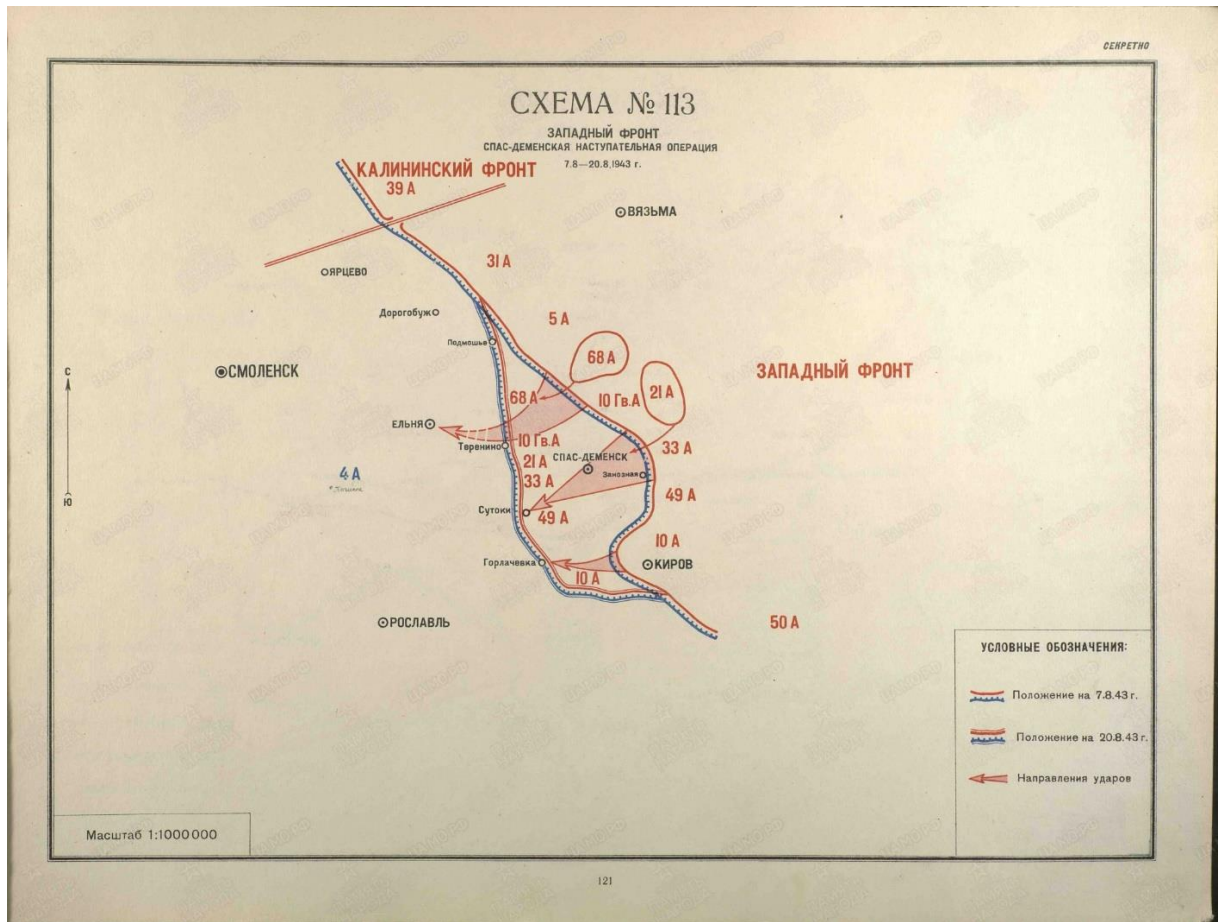 СЕКРЕТНО
СХЕМА № 113
ЗАПАДНЫЙ ФРОНТ
СПАС-ДЕМЕНСКАЯ НАСТУПАТЕЛЬНАЯ ОПЕРАЦИЯ
7.8—20.8.1943 г.
КАЛИНИНСКИЙ ФРОНТ
39 А
ВЯЗЬМА
31 А
ЯРЦЕВО
Дорогобуж
5 А
Подмошье
68 А
СМОЛЕНСК
ЗАПАДНЫЙ ФРОНТ
С
68 А
10 Гв.А
21 А
ЕЛЬНЯ
10 Гв.А
Теренино
33 А
21 А
СПАС-ДЕМЕНСК
4 А
33 А
Занозная
Ю
49 А
Сутоки
49 А
10 А
Горлачевка
КИРОВ
10 А
РОСЛАВЛЬ
50 А
УСЛОВНЫЕ ОБОЗНАЧЕНИЯ:
Положение на 7.8.43 г.
Положение на 20.8.43 г.
Направления ударов
Масштаб 1:1000000
121